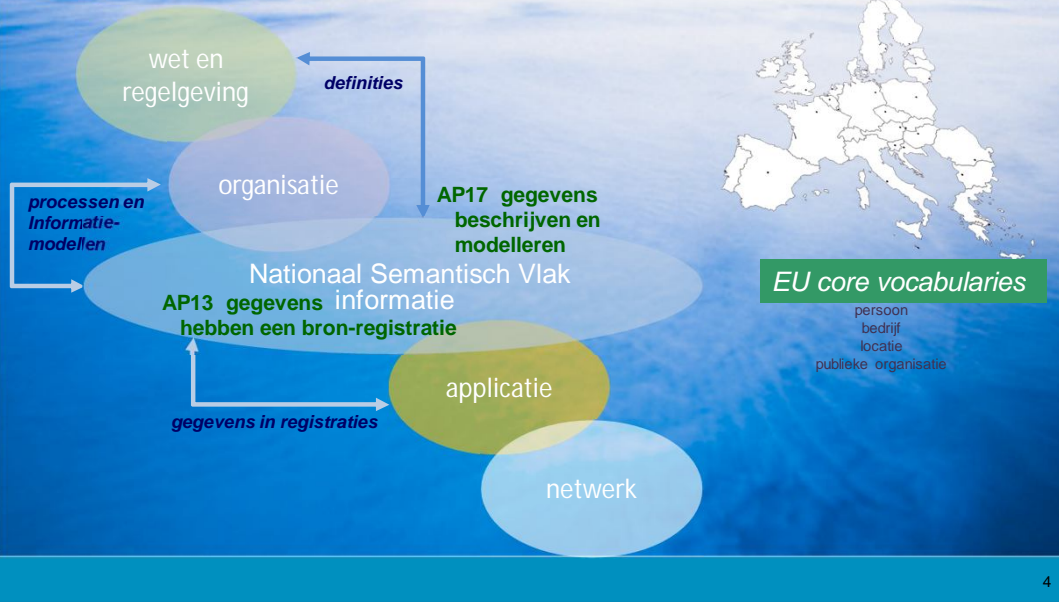 wet en
regelgeving
definities
organisatie
processen en
Informatie-
modellen
AP17 gegevens
beschrijven en
modelleren
Nationaal Semantisch Vlak
informatie
AP13 gegevens
hebben een bron-registratie
applicatie
gegevens in registraties
netwerk
EU core vocabularies
persoon
bedrijf
locatie
publieke organisatie
4